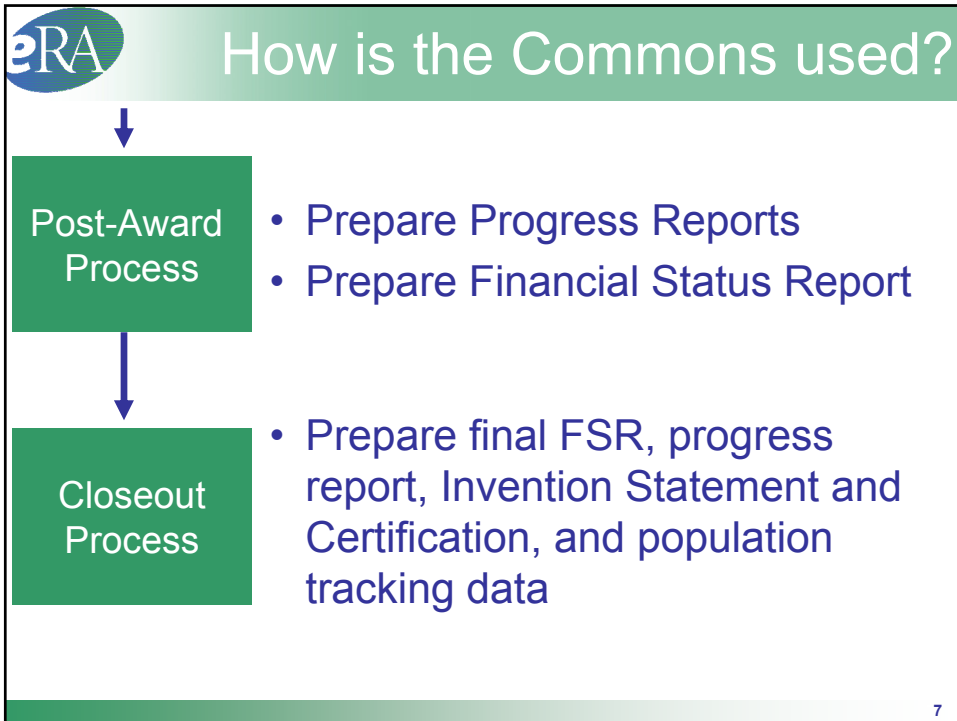 eRA
How is the Commons used?
Post-Award
Process
• Prepare Progress Reports
• Prepare Financial Status Report
Closeout
Process
• Prepare final FSR, progress
report, Invention Statement and
Certification, and population
tracking data
7